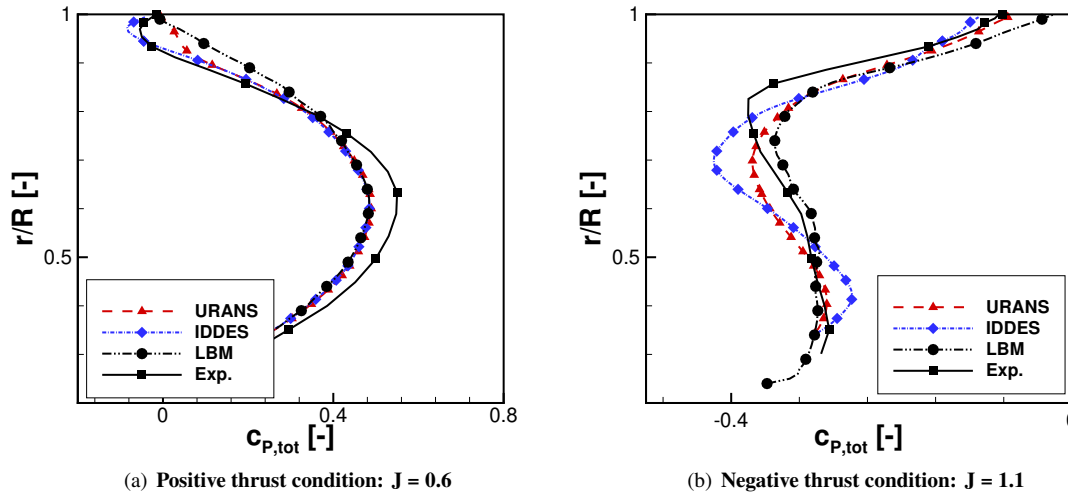 1
r/R [-]
0.5
URANS
IDDES
LBM
Exp.
0
0.4
0.8
c_P,tot [-]
(a) Positive thrust condition: J = 0.6
1
r/R [-]
0.5
URANS
IDDES
LBM
Exp.
-0.4
0
c_P,tot [-]
(b) Negative thrust condition: J = 1.1